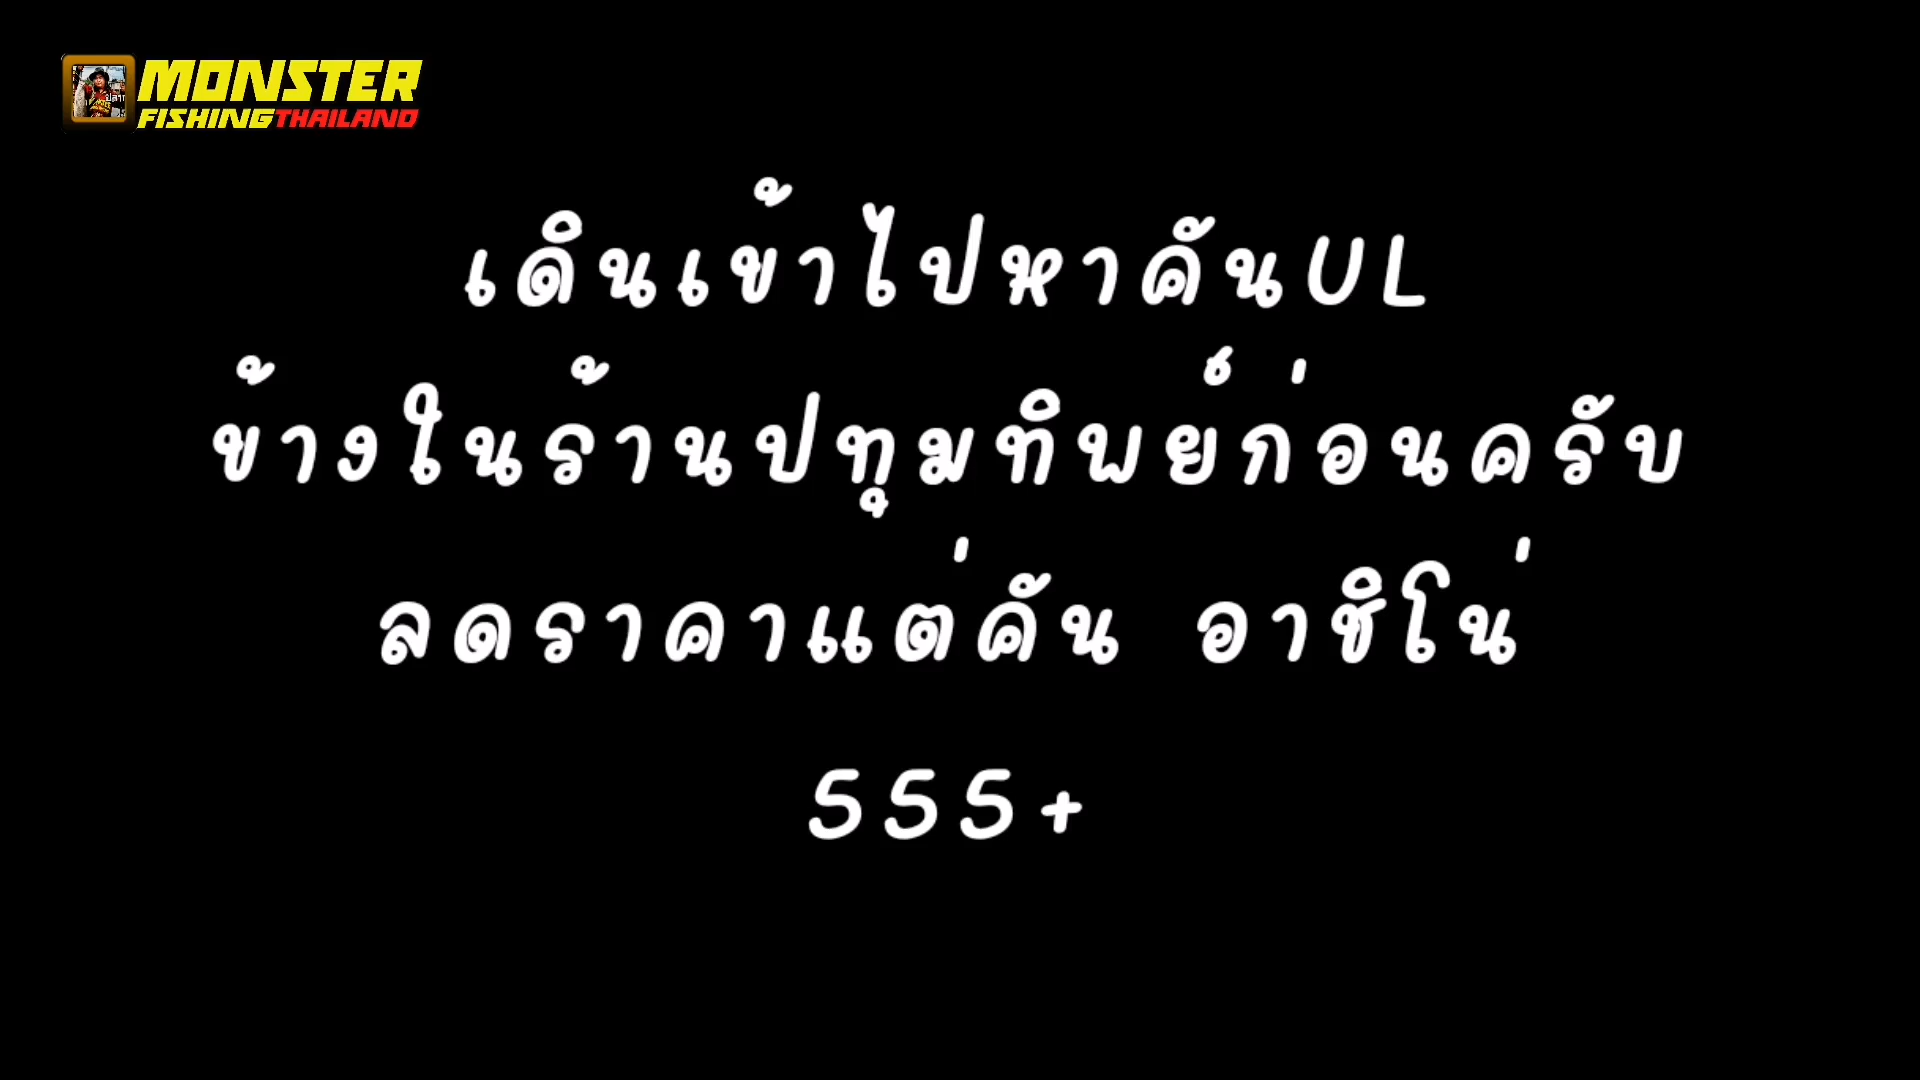 MONSTER
FISHINGTHAILAND
เดินเข้าไปหาคันUL
ข้างในร้านปทุมทิพย์ก่อนครับ
ลดราคาแต่คัน อาชิโน่
555+